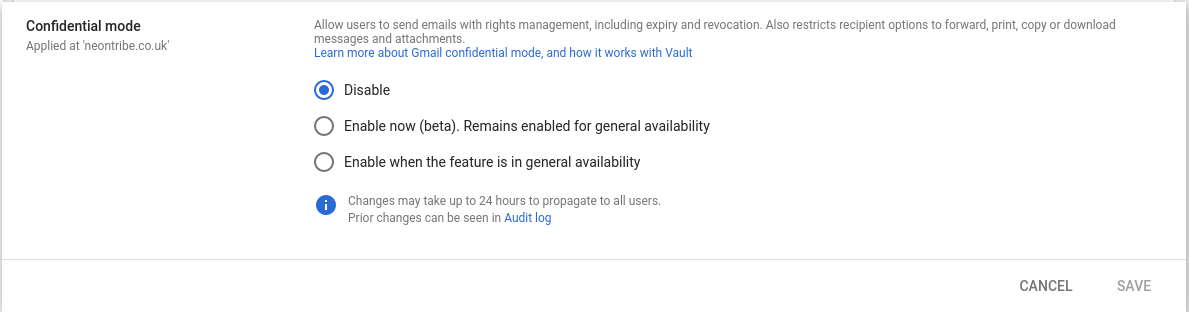 Confidential mode
Applied at 'neontribe.co.uk'
Allow users to send emails with rights management, including expiry and revocation. Also restricts recipient options to forward, print, copy or download
messages and attachments.
Learn more about Gmail confidential mode, and how it works with Vault
Disable
Enable now (beta). Remains enabled for general availability
Enable when the feature is in general availability
Changes may take up to 24 hours to propagate to all users.
Prior changes can be seen in Audit log
CANCEL SAVE